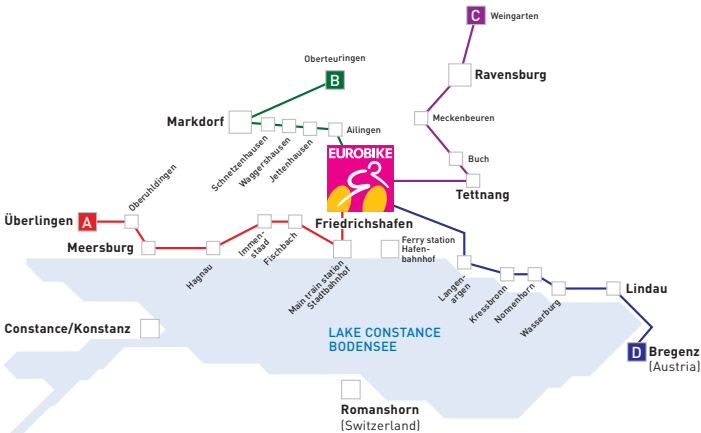 C
Weingarten
Oberteuringen
B
Ravensburg
Markdorf
Meckenbeuren
Schnetzenhausen
Waggershausen
Jettenhausen
Ailingen
EUROBIKE
Buch
Tettnang
Überlingen
A
Oberuhldingen
Friedrichshafen
Meersburg
Hagnau
Immen-
staad
Fischbach
Main train station
Stadtbahnhof
Ferry station
Hafen-
bahnhof
Langen-
argen
Kressbronn
Nonnenhorn
Wasserburg
Lindau
Constance/Konstanz
LAKE CONSTANCE
BODENSEE
D
Bregenz
(Austria)
Romanshorn
(Switzerland)